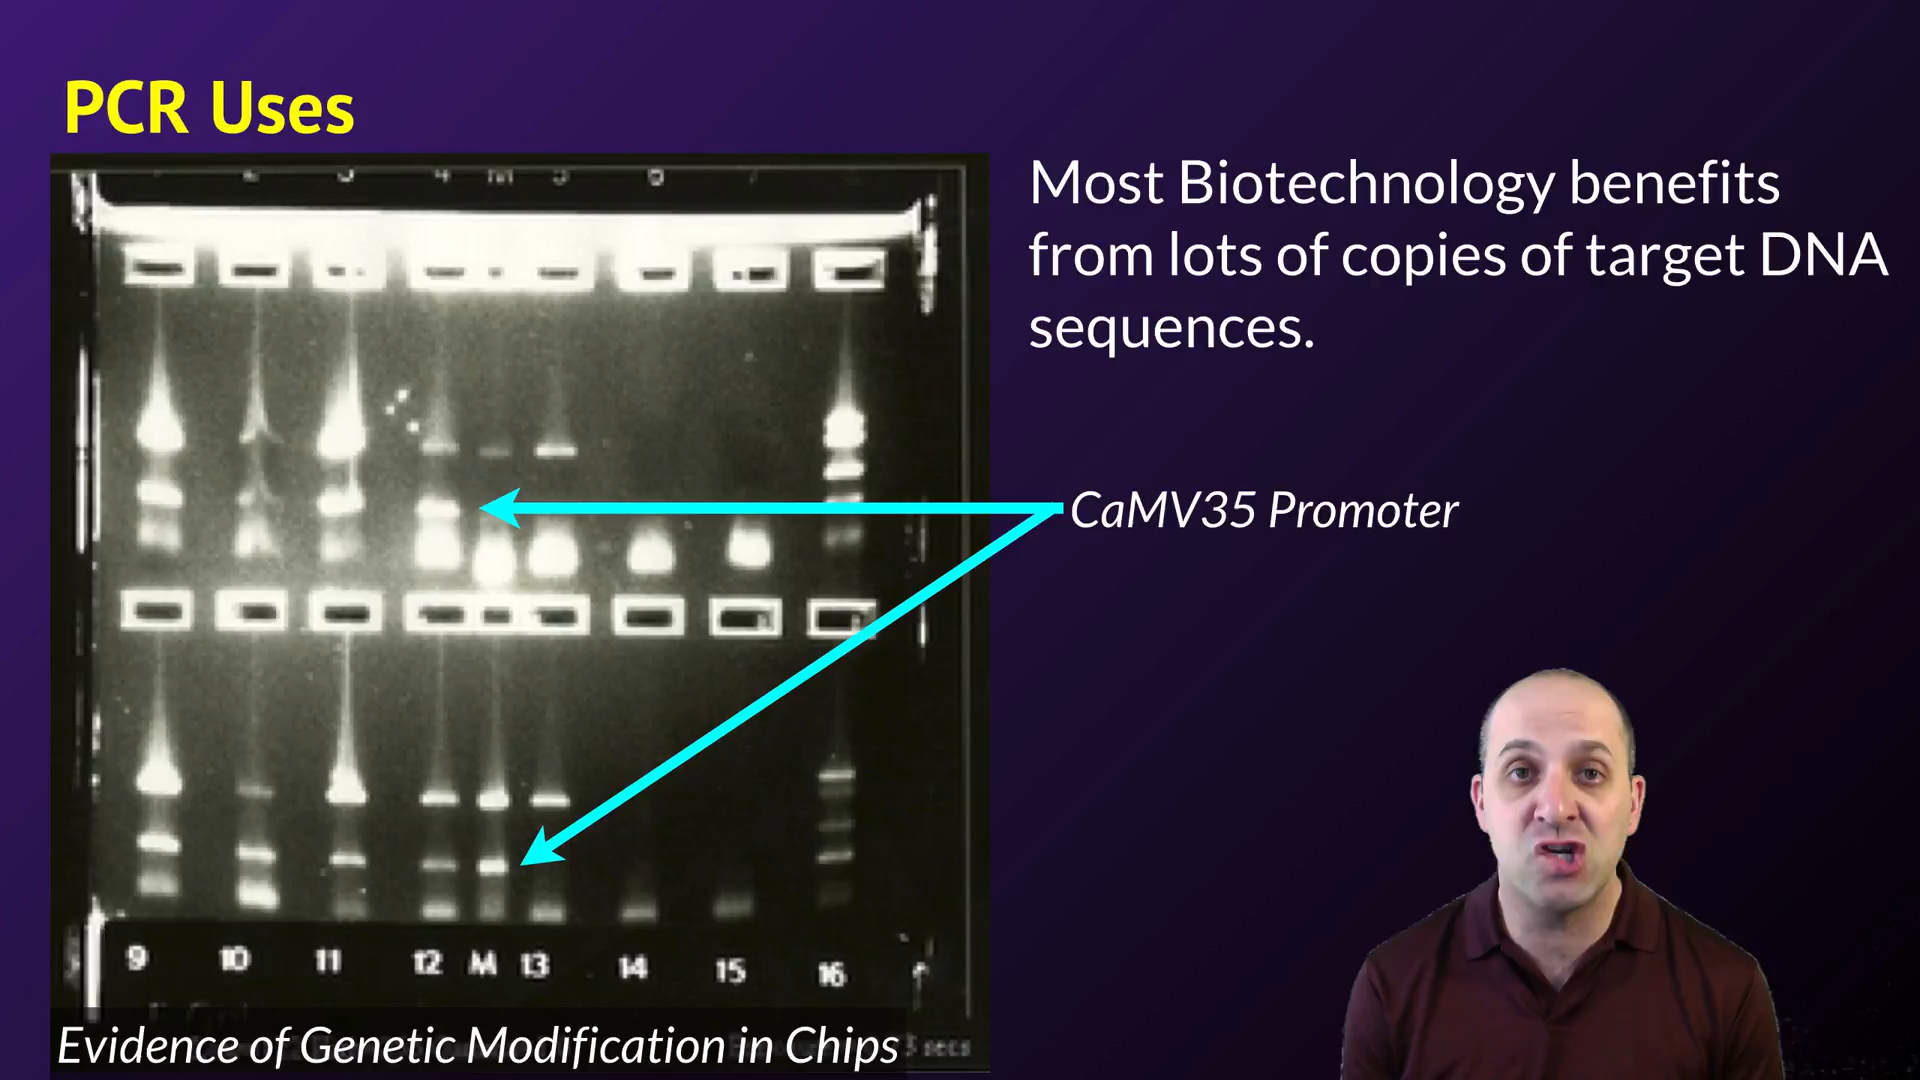 PCR Uses
Most Biotechnology benefits
from lots of copies of target DNA
sequences.
CaMV35 Promoter
9 10 11 12 M 13 14 15 16
Evidence of Genetic Modification in Chips
secs